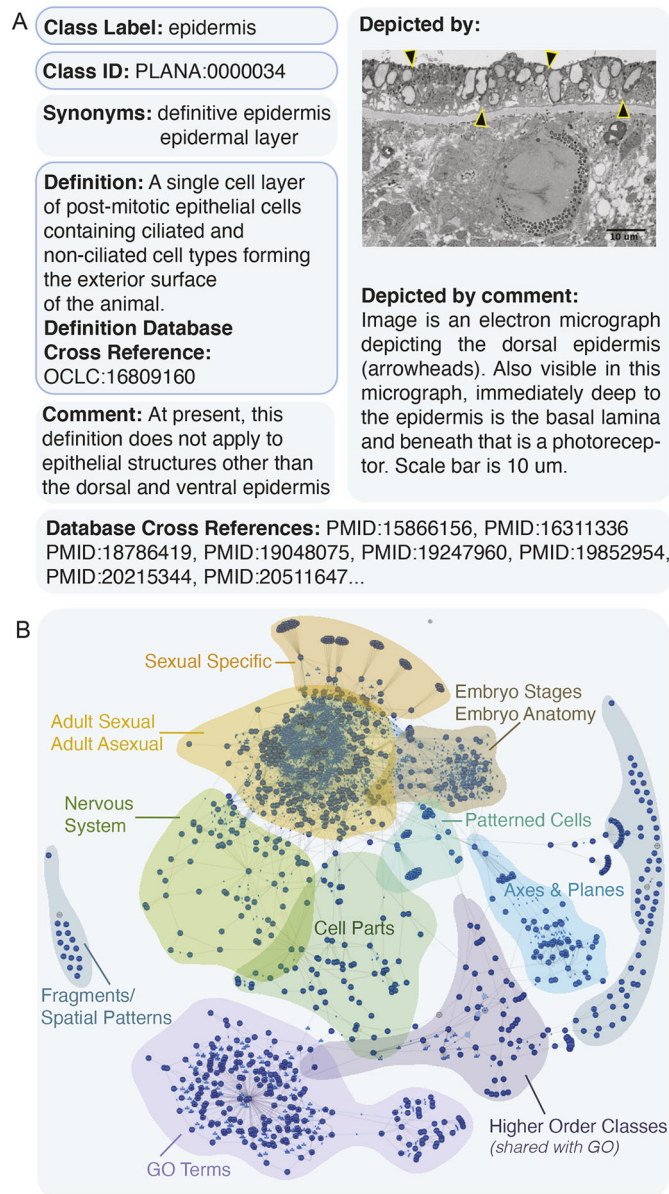 A
Class Label: epidermis
Class ID: PLANA:0000034
Synonyms: definitive epidermis
epidermal layer
Definition: A single cell layer
of post-mitotic epithelial cells
containing ciliated and
non-ciliated cell types forming
the exterior surface
of the animal.
Definition Database
Cross Reference:
OCLC:16809160
Comment: At present, this
definition does not apply to
epithelial structures other than
the dorsal and ventral epidermis
Depicted by:
10 um
Depicted by comment:
Image is an electron micrograph
depicting the dorsal epidermis
(arrowheads). Also visible in this
micrograph, immediately deep to
the epidermis is the basal lamina
and beneath that is a photorecep-
tor. Scale bar is 10 um.
Database Cross References: PMID:15866156, PMID:16311336
PMID:18786419, PMID:19048075, PMID:19247960, PMID:19852954,
PMID:20215344, PMID:20511647...
B
Sexual Specific
Embryo Stages
Embryo Anatomy
Adult Sexual
Adult Asexual
Nervous
System
Patterned Cells
Axes & Planes
Cell Parts
Fragments/
Spatial Patterns
Higher Order Classes
(shared with GO)
GO Terms